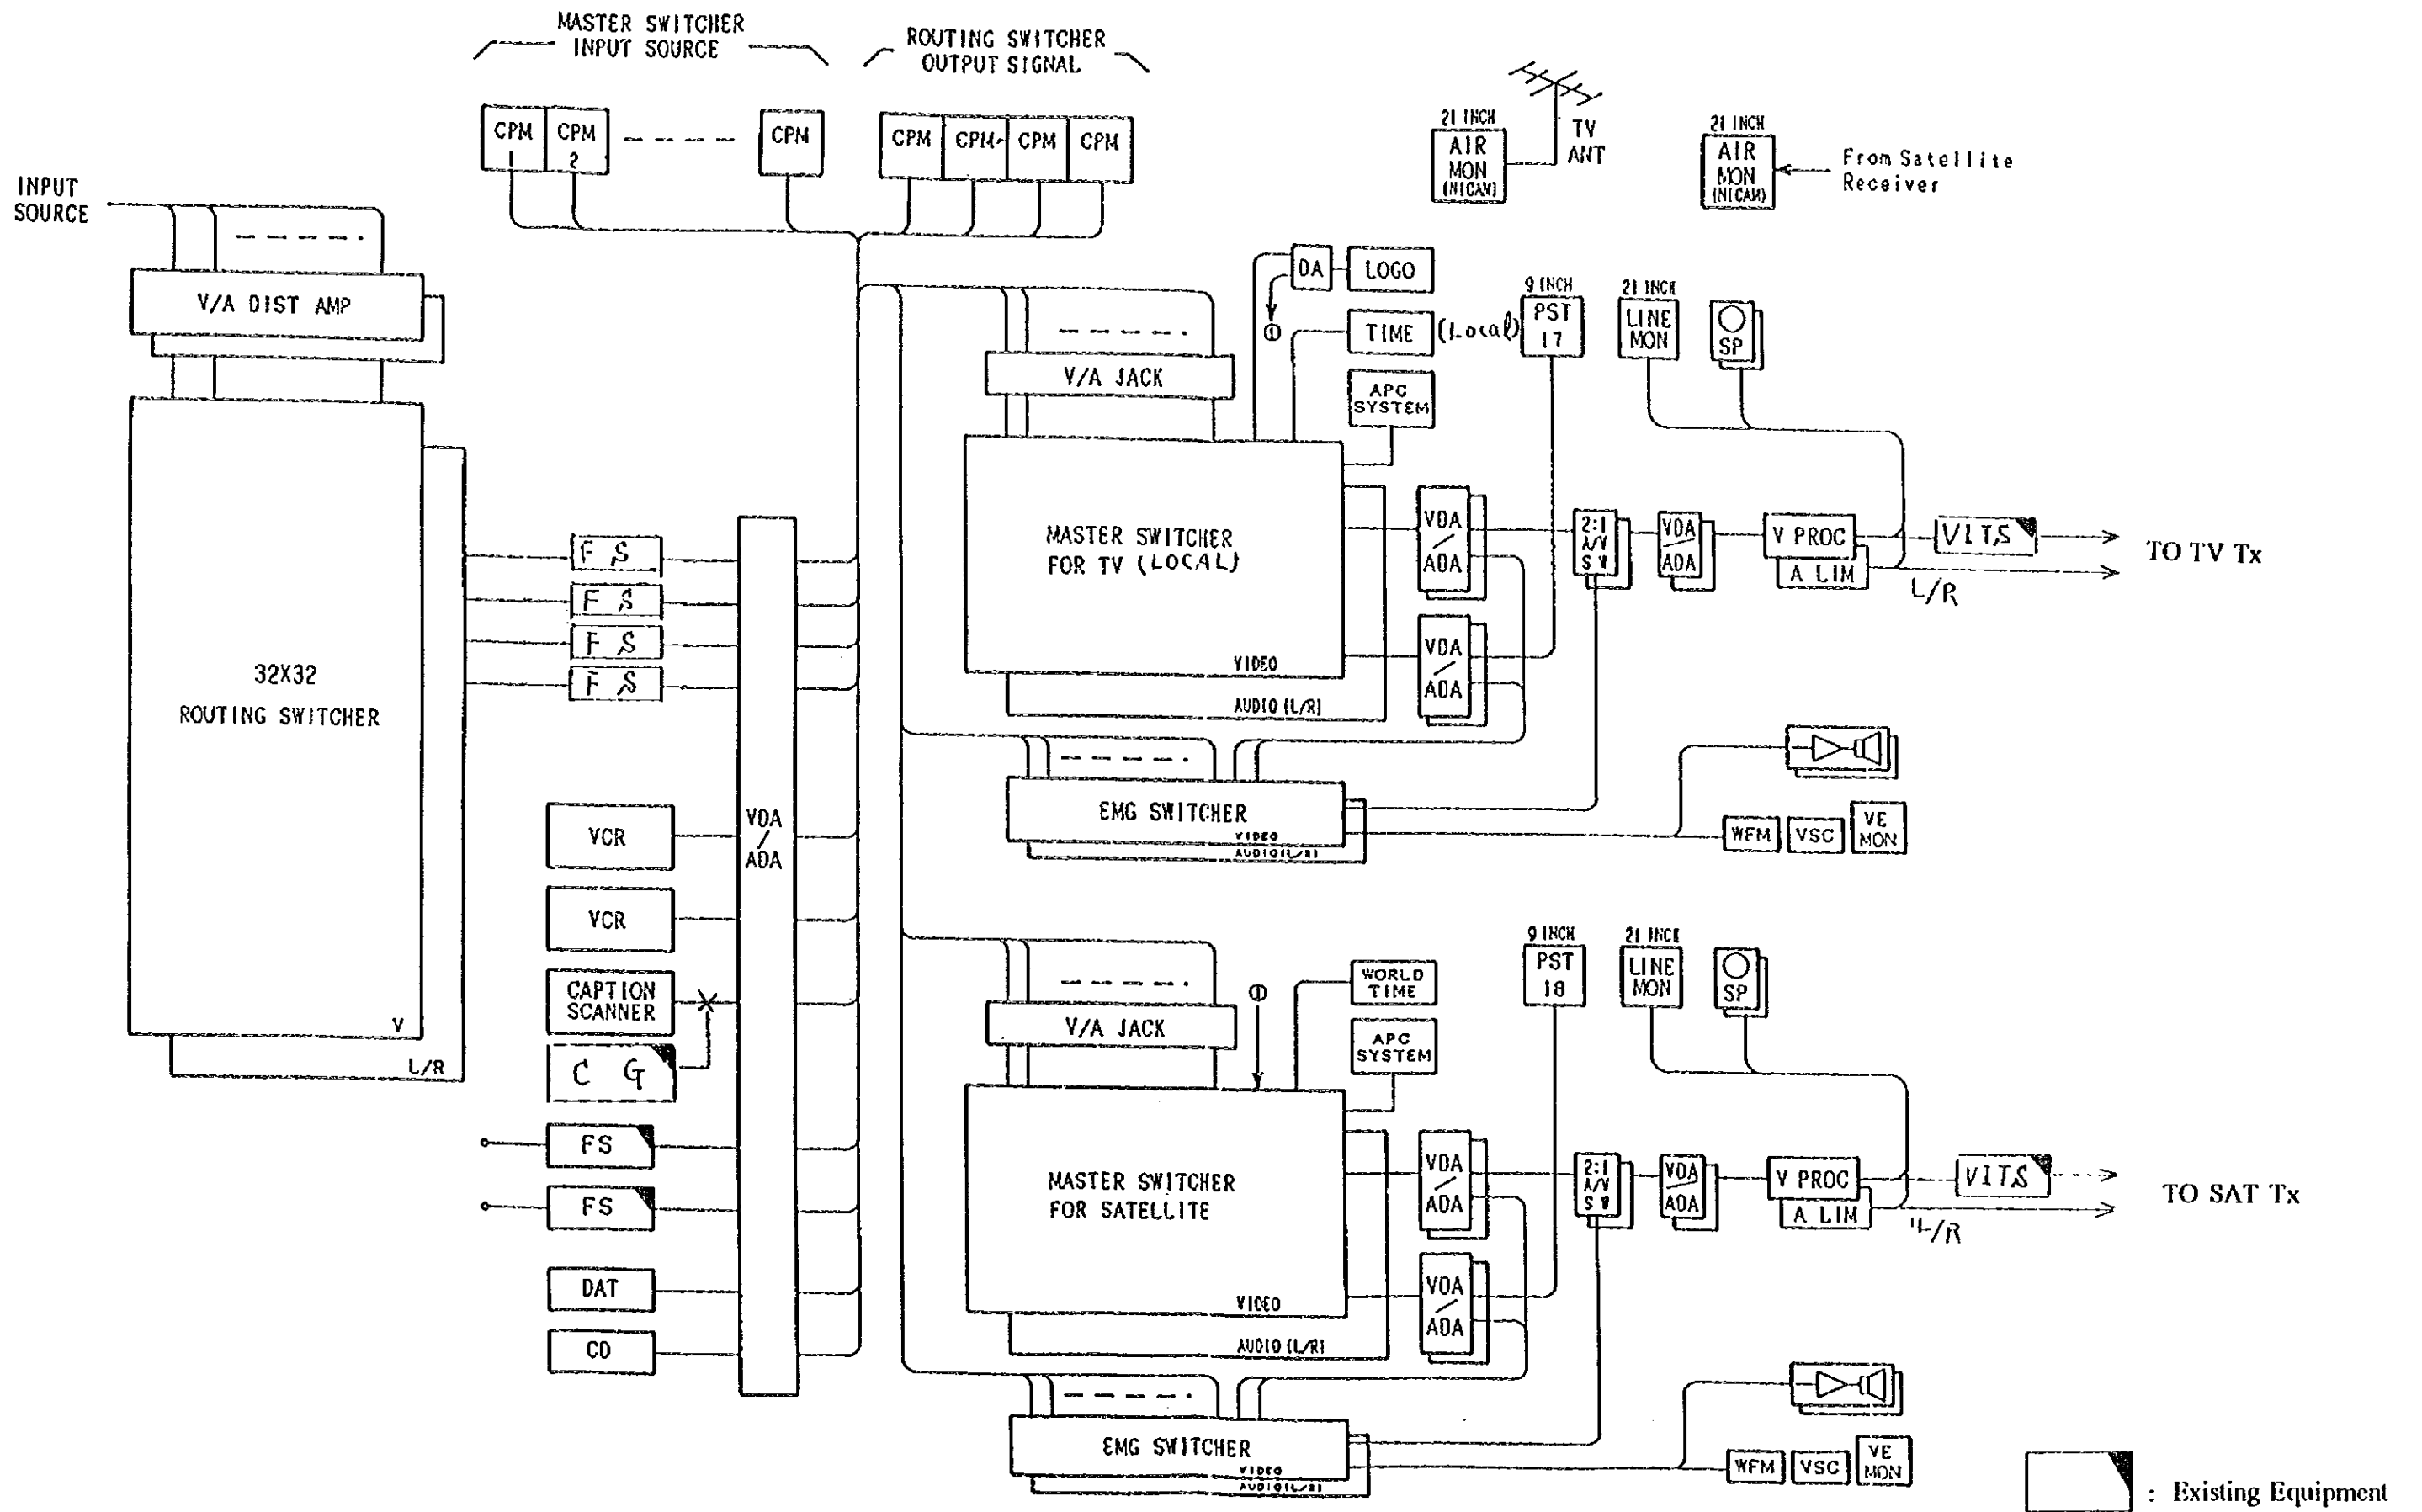 MASTER SWITCHER
INPUT SOURCE
ROUTING SWITCHER
OUTPUT SIGNAL
CPM
1
CPM
2
CPM
CPM
CPM
CPM
CPM
21 INCH
AIR
MON
(NICAM)
TV
ANT
21 INCH
AIR
MON
(NICAM)
From Satellite
Receiver
INPUT
SOURCE
V/A DIST AMP
32X32
ROUTING SWITCHER
V
L/R
F S
F S
F S
F S
VCR
VCR
CAPTION
SCANNER
C G
FS
FS
DAT
CD
VDA
/
ADA
DA
LOGO
①
TIME
(Local)
APC
SYSTEM
9 INCH
PST
17
21 INCH
LINE
MON
SP
V/A JACK
MASTER SWITCHER
FOR TV (LOCAL)
VIDEO
AUDIO (L/R)
VDA
/
ADA
VDA
/
ADA
2:1
A/V
SW
VDA
/
ADA
V PROC
A LIM
VITS
L/R
TO TV Tx
EMG SWITCHER
VIDEO
AUDIO(L/R)
WFM
VSC
VE
MON
V/A JACK
①
WORLD
TIME
APC
SYSTEM
9 INCH
PST
18
21 INCH
LINE
MON
SP
MASTER SWITCHER
FOR SATELLITE
VIDEO
AUDIO (L/R)
VDA
/
ADA
VDA
/
ADA
2:1
A/V
SW
VDA
/
ADA
V PROC
A LIM
VITS
L/R
TO SAT Tx
EMG SWITCHER
VIDEO
AUDIO(L/R)
WFM
VSC
VE
MON
: Existing Equipment